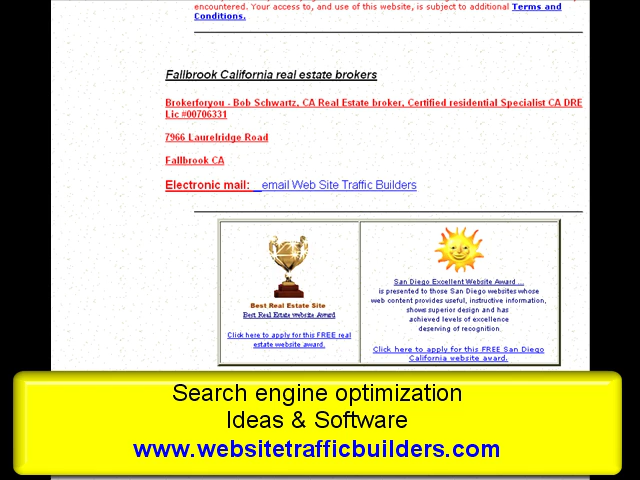 encountered. Your access to, and use of this website, is subject to additional Terms and
Conditions.
Fallbrook California real estate brokers
Brokerforyou - Bob Schwartz, CA Real Estate broker, Certified residential Specialist CA DRE
Lic #00706331
7966 Laurelridge Road
Fallbrook CA
Electronic mail: email Web Site Traffic Builders
Best Real Estate Site
Best Real Estate website Award
Click here to apply for this FREE real
estate website award.
San Diego Excellent Website Award ...
is presented to those San Diego websites whose
web content provides useful, instructive information,
shows superior design and has
achieved levels of excellence
deserving of recognition
Click here to apply for this FREE San Diego
California website award.
Search engine optimization
Ideas & Software
www.websitetrafficbuilders.com